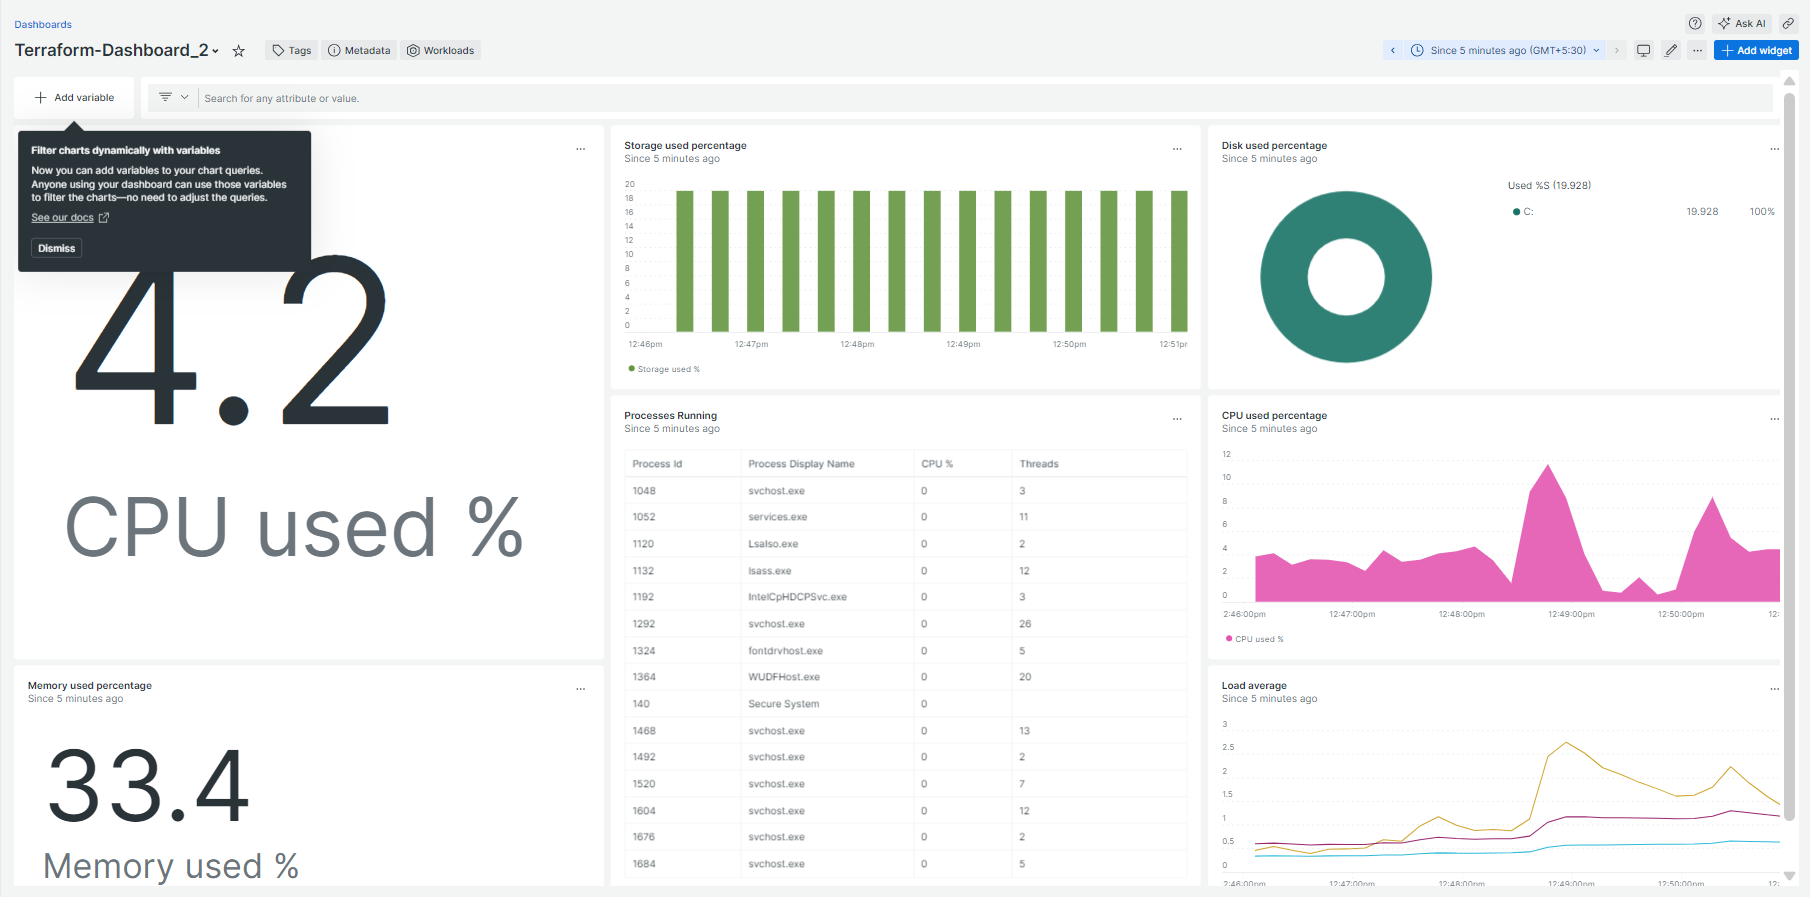 Dashboards
Terraform-Dashboard_2
Tags
Metadata
Workloads
Ask AI
Since 5 minutes ago (GMT+5:30)
Add widget
Add variable
Search for any attribute or value.
Filter charts dynamically with variables
Now you can add variables to your chart queries.
Anyone using your dashboard can use those variables
to filter the charts—no need to adjust the queries.
See our docs
Dismiss
4.2
CPU used %
Memory used percentage
Since 5 minutes ago
33.4
Memory used %
Storage used percentage
Since 5 minutes ago
20
18
16
14
12
10
8
6
4
2
0
12:46pm 12:47pm 12:48pm 12:49pm 12:50pm 12:51pr
Storage used %
Processes Running
Since 5 minutes ago
Process Id Process Display Name CPU % Threads
1048 svchost.exe 0 3
1052 services.exe 0 11
1120 LsaIso.exe 0 2
1132 lsass.exe 0 12
1192 IntelCpHDCPSvc.exe 0 3
1292 svchost.exe 0 26
1324 fontdrvhost.exe 0 5
1364 WUDFHost.exe 0 20
140 Secure System 0
1468 svchost.exe 0 13
1492 svchost.exe 0 2
1520 svchost.exe 0 7
1604 svchost.exe 0 12
1676 svchost.exe 0 2
1684 svchost.exe 0 5
Disk used percentage
Since 5 minutes ago
Used %S (19.928)
C: 19.928 100%
CPU used percentage
Since 5 minutes ago
12
10
8
6
4
2
0
2:46:00pm 12:47:00pm 12:48:00pm 12:49:00pm 12:50:00pm 12:
CPU used %
Load average
Since 5 minutes ago
3
2.5
2
1.5
1
0.5
0
2:46:00pm 12:47:00pm 12:48:00pm 12:49:00pm 12:50:00pm 12: